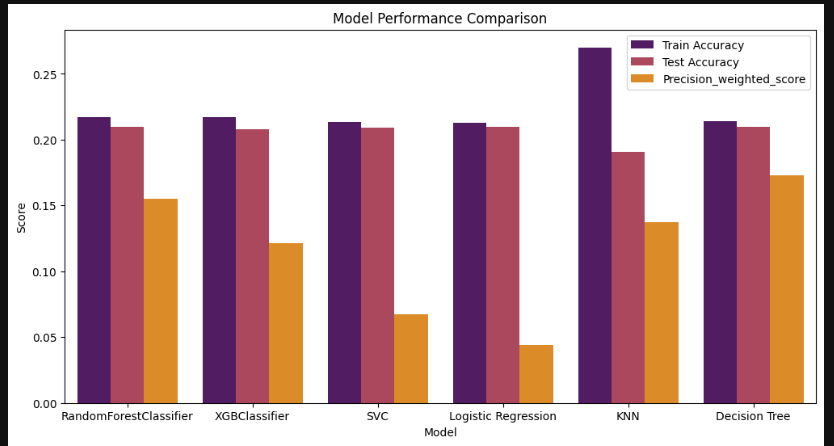 Model Performance Comparison
Train Accuracy
Test Accuracy
Precision_weighted_score
0.25
0.20
0.15
0.10
0.05
0.00
Score
RandomForestClassifier XGBClassifier SVC Logistic Regression KNN Decision Tree
Model